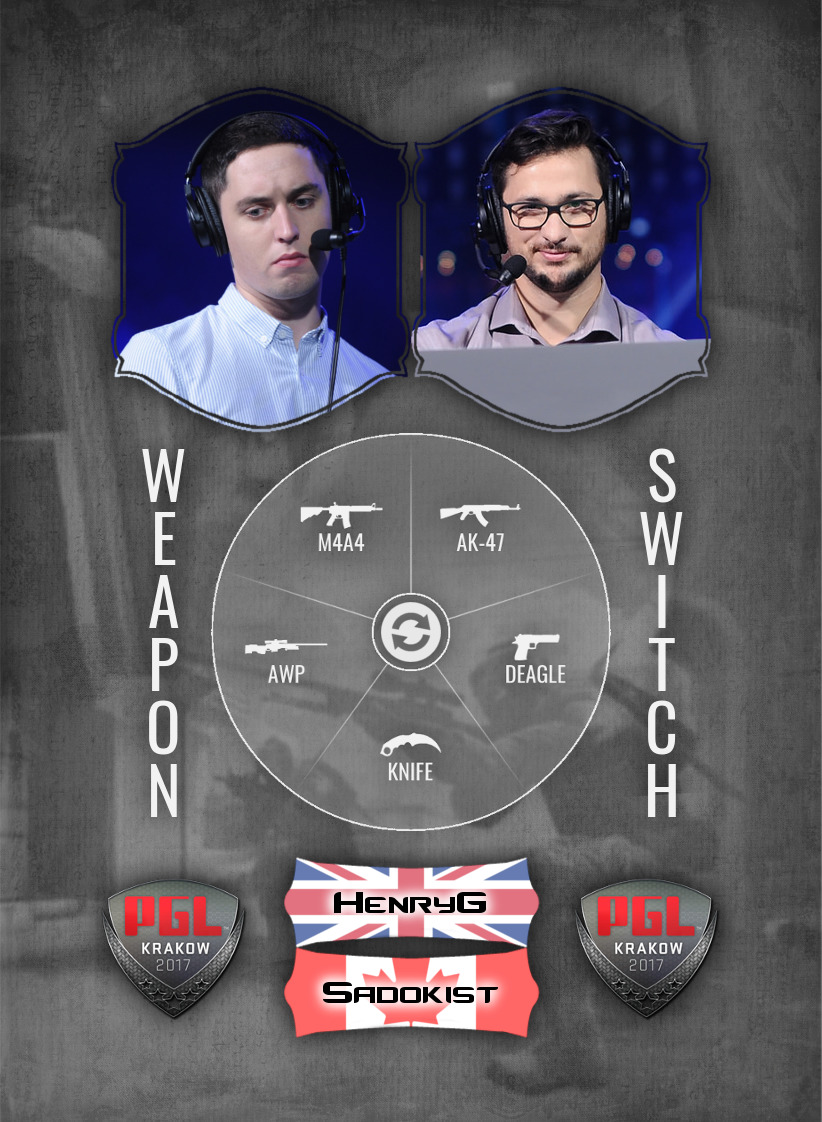 WEAPON
SWITCH
M4A4
AK-47
AWP
DEAGLE
KNIFE
HENRYG
SADOKIST
PGL
KRAKOW
2017
PGL
KRAKOW
2017